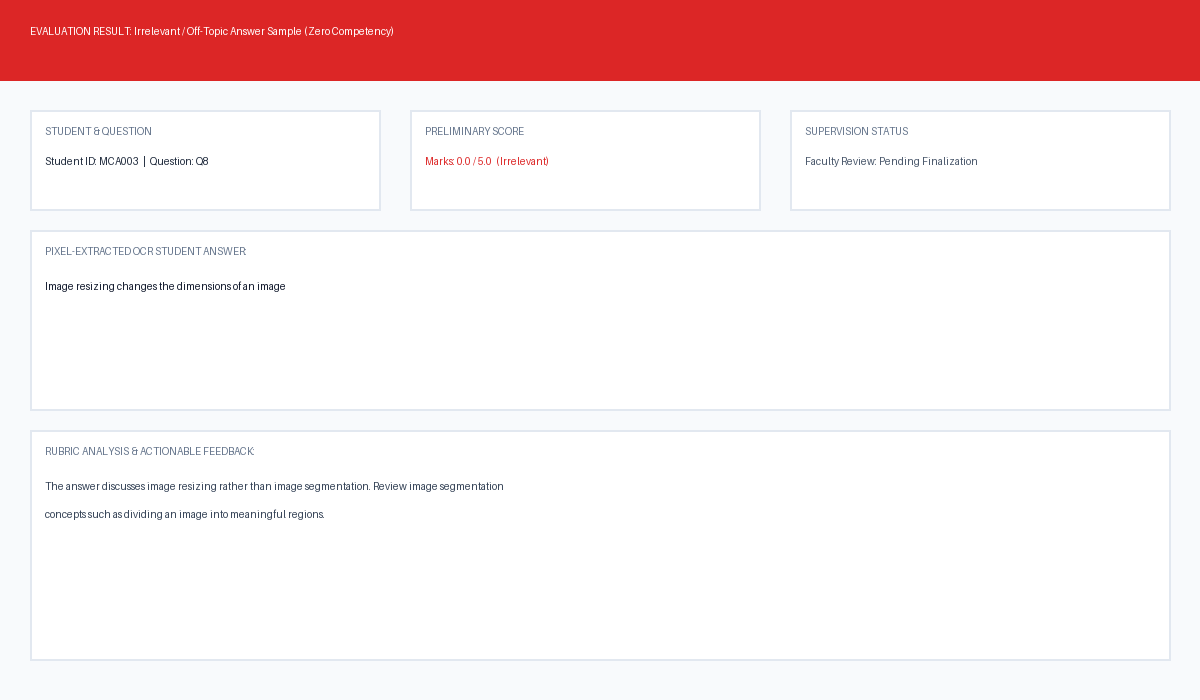 EVALUATION RESULT: Irrelevant / Off-Topic Answer Sample (Zero Competency)
STUDENT & QUESTION
Student ID: MCA003 | Question: Q8
PRELIMINARY SCORE
Marks: 0.0 / 5.0 (Irrelevant)
SUPERVISION STATUS
Faculty Review: Pending Finalization
PIXEL-EXTRACTED OCR STUDENT ANSWER:
Image resizing changes the dimensions of an image
RUBRIC ANALYSIS & ACTIONABLE FEEDBACK:
The answer discusses image resizing rather than image segmentation. Review image segmentation
concepts such as dividing an image into meaningful regions.